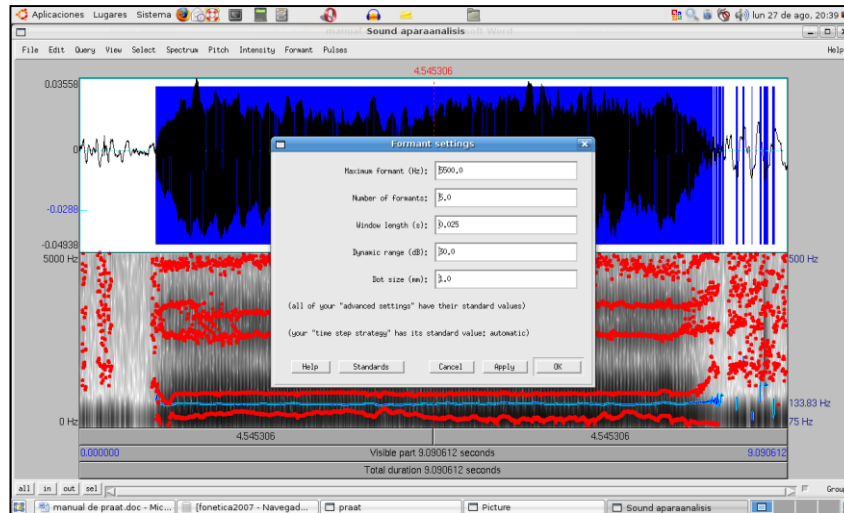 Aplicaciones Lugares Sistema lun 27 de ago, 20:39
manual Sound aparaanalisis soft Word
File Edit Query View Select Spectrum Pitch Intensity Formant Pulses Help
4.545306
0.03558
0
-0.0288
-0.04938
5000 Hz
500 Hz
0 Hz
133.83 Hz
75 Hz
Formant settings
Maximum formant (Hz): 5500.0
Number of formants: 5.0
Window length (s): 0.025
Dynamic range (dB): 30.0
Dot size (mm): 1.0
(all of your "advanced settings" have their standard values)
(your "time step strategy" has its standard value: automatic)
Help Standards Cancel Apply OK
4.545306 4.545306
0.000000 Visible part 9.090612 seconds 9.090612
Total duration 9.090612 seconds
all in out sel Grou
manual de praat.doc - Mic... [fonetica2007 - Navegad... praat Picture Sound aparaanalisis